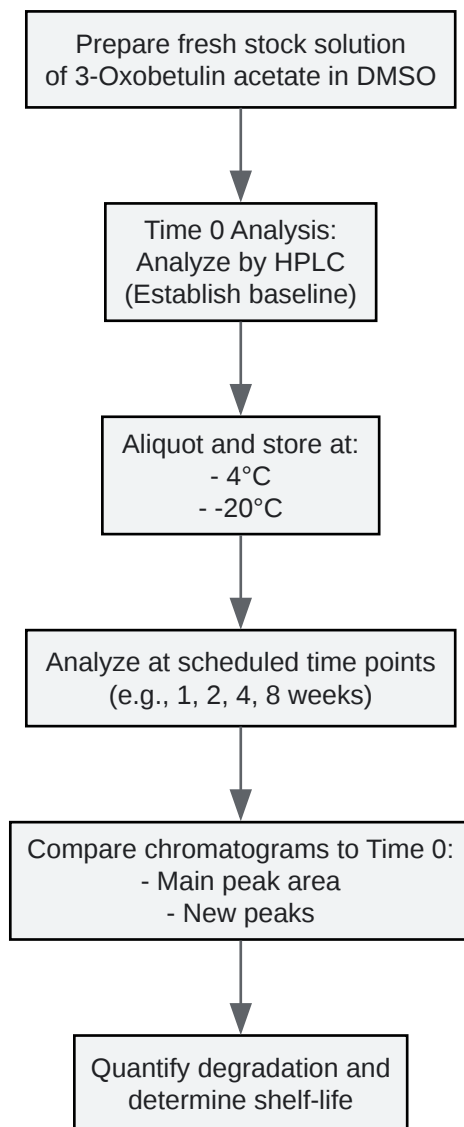 Prepare fresh stock solution
of 3-Oxobetulin acetate in DMSO
Time 0 Analysis:
Analyze by HPLC
(Establish baseline)
Aliquot and store at:
- 4°C
- -20°C
Analyze at scheduled time points
(e.g., 1, 2, 4, 8 weeks)
Compare chromatograms to Time 0:
- Main peak area
- New peaks
Quantify degradation and
determine shelf-life